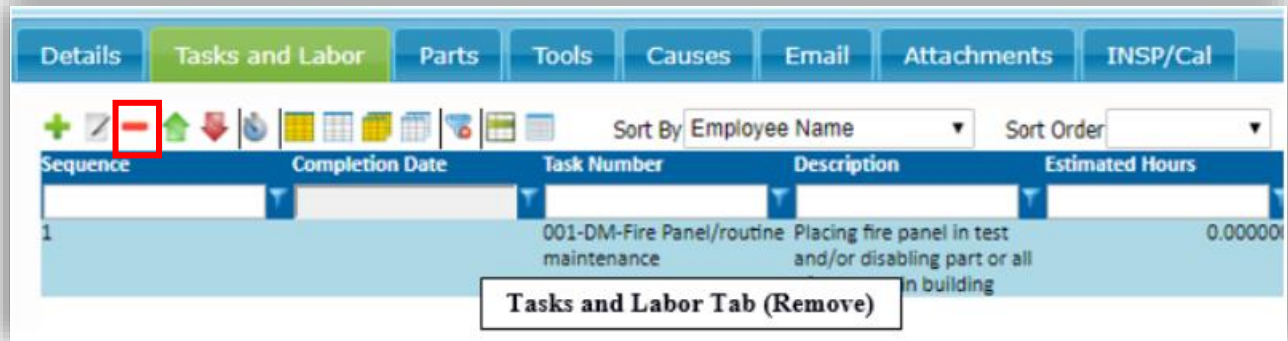 Details Tasks and Labor Parts Tools Causes Email Attachments INSP/Cal
Sort By Employee Name Sort Order
Sequence Completion Date Task Number Description Estimated Hours
1 001-DM-Fire Panel/routine Placing fire panel in test 0.000000
maintenance and/or disabling part or all
in building
Tasks and Labor Tab (Remove)